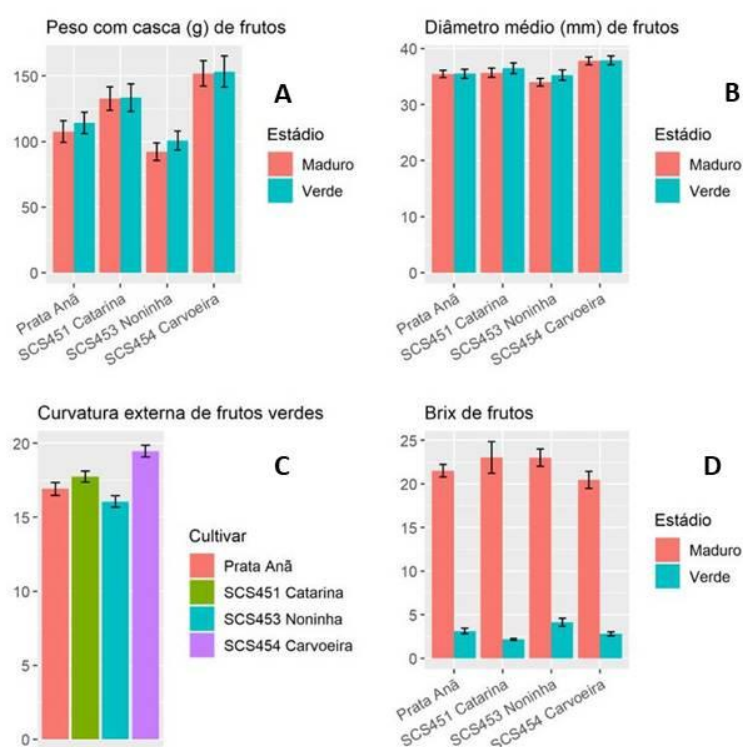 Peso com casca (g) de frutos
150
100
50
0
Prata Anã
SCS451 Catarina
SCS453 Noninha
SCS454 Carvoeira
A
Estádio
Maduro
Verde
Diâmetro médio (mm) de frutos
40
30
20
10
0
Prata Anã
SCS451 Catarina
SCS453 Noninha
SCS454 Carvoeira
B
Estádio
Maduro
Verde
Curvatura externa de frutos verdes
20
15
10
5
0
C
Cultivar
Prata Anã
SCS451 Catarina
SCS453 Noninha
SCS454 Carvoeira
Brix de frutos
25
20
15
10
5
0
Prata Anã
SCS451 Catarina
SCS453 Noninha
SCS454 Carvoeira
D
Estádio
Maduro
Verde